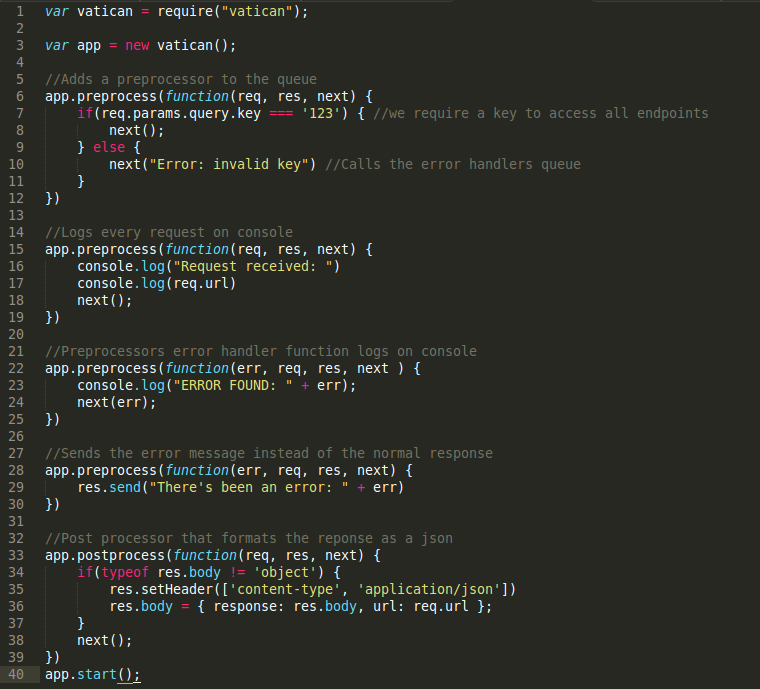 1 var vatican = require("vatican");
2
3 var app = new vatican();
4
5 //Adds a preprocessor to the queue
6 app.preprocess(function(req, res, next) {
7     if(req.params.query.key === '123') { //we require a key to access all endpoints
8         next();
9     } else {
10         next("Error: invalid key") //Calls the error handlers queue
11     }
12 })
13
14 //Logs every request on console
15 app.preprocess(function(req, res, next) {
16     console.log("Request received: ")
17     console.log(req.url)
18     next();
19 })
20
21 //Preprocessors error handler function logs on console
22 app.preprocess(function(err, req, res, next ) {
23     console.log("ERROR FOUND: " + err);
24     next(err);
25 })
26
27 //Sends the error message instead of the normal response
28 app.preprocess(function(err, req, res, next) {
29     res.send("There's been an error: " + err)
30 })
31
32 //Post processor that formats the reponse as a json
33 app.postprocess(function(req, res, next) {
34     if(typeof res.body != 'object') {
35         res.setHeader(['content-type', 'application/json'])
36         res.body = { response: res.body, url: req.url };
37     }
38     next();
39 })
40 app.start();